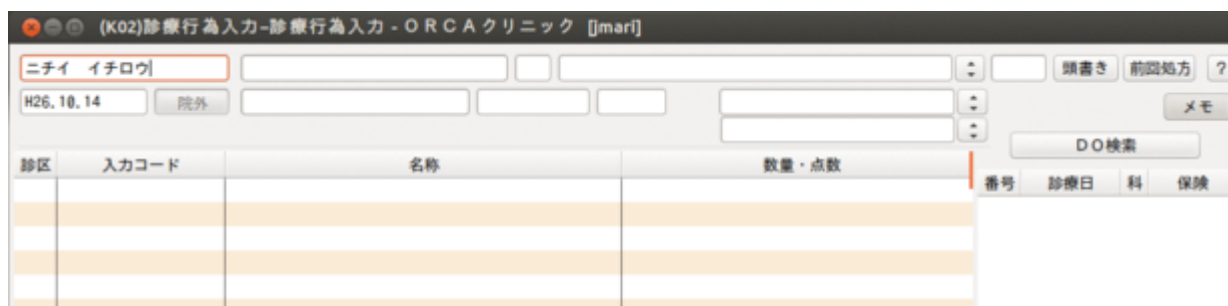 (K02)診療行為入力-診療行為入力 - ORCAクリニック [jmari]
ニチイ イチロウ 頭書き 前回処方 ?
H26.10.14 院外 メモ
DO検索
診区 入力コード 名称 数量・点数
番号 診療日 科 保険